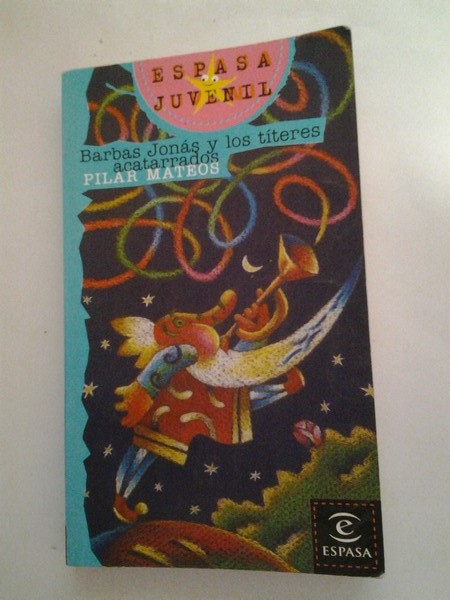 ESPASA
JUVENIL
Barbas Jonás y los títeres
acatarrados
PILAR MATEOS
e
ESPASA